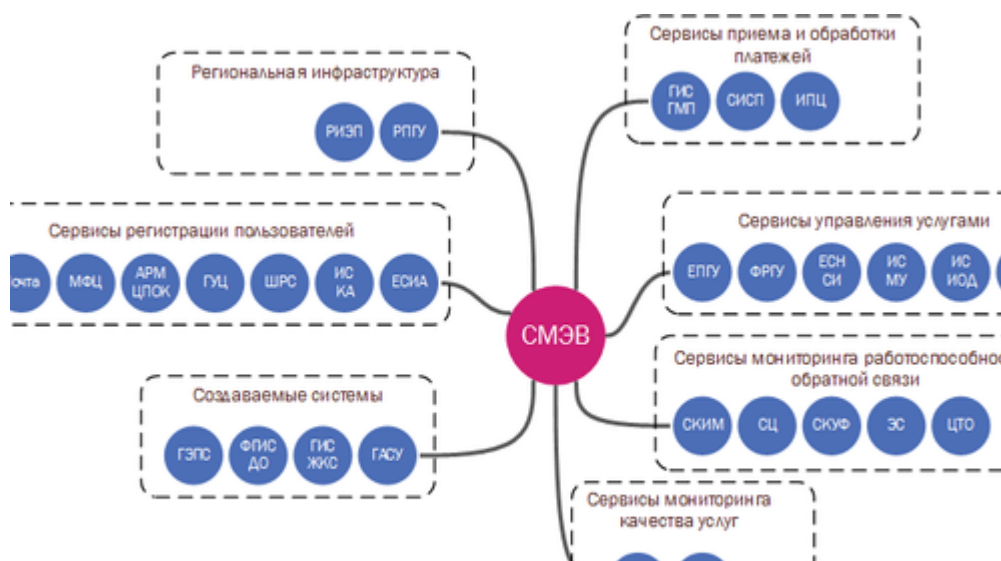 Региональная инфраструктура
РИЭП
РПГУ
Сервисы приема и обработки
платежей
ГИС
ГМП
СИСП
ИПЦ
Сервисы регистрации пользователей
МФЦ
АРМ
ЦПОК
ГУЦ
ШРС
ИС
КА
ЕСИА
СМЭВ
Сервисы управления услугами
ЕПГУ
ФРГУ
ЕСН
СИ
ИС
МУ
ИС
ИОД
Создаваемые системы
ГЭПС
ФГИС
ДО
ГИС
ЖКС
ГАСУ
Сервисы мониторинга
обратной связи
СКИМ
СЦ
СКУФ
ЭС
ЦТО
Сервисы мониторинга
качества услуг